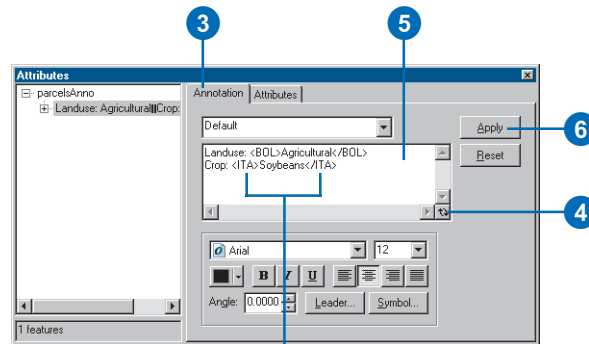 3
5
Attributes
parcelsAnno
Landuse: Agricultural||Crop:
Annotation
Attributes
Default
Apply
6
Landuse: <BOL>Agricultural</BOL>
Crop: <ITA>Soybeans</ITA>
Reset
4
Arial
12
B I U
Angle: 0.0000
Leader...
Symbol...
1 features